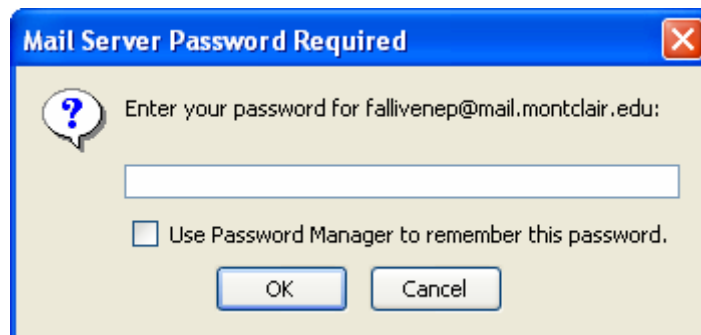 Mail Server Password Required
Enter your password for fallivenep@mail.montclair.edu:
Use Password Manager to remember this password.
OK Cancel